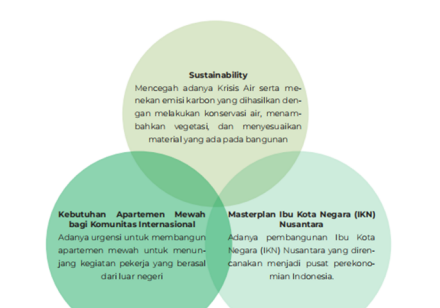 Sustainability
Mencegah adanya Krisis Air serta me-
nekan emisi karbon yang dihasilkan den-
gan melakukan konservasi air, menam-
bahkan vegetasi, dan menyesuaikan
material yang ada pada bangunan
Kebutuhan Apartemen Mewah
bagi Komunitas Internasional
Adanya urgensi untuk membangun
apartemen mewah untuk menun-
jang kegiatan pekerja yang berasal
dari luar negeri
Masterplan Ibu Kota Negara (IKN)
Nusantara
Adanya pembangunan Ibu Kota
Negara (IKN) Nusantara yang diren-
canakan menjadi pusat perekono-
mian Indonesia.